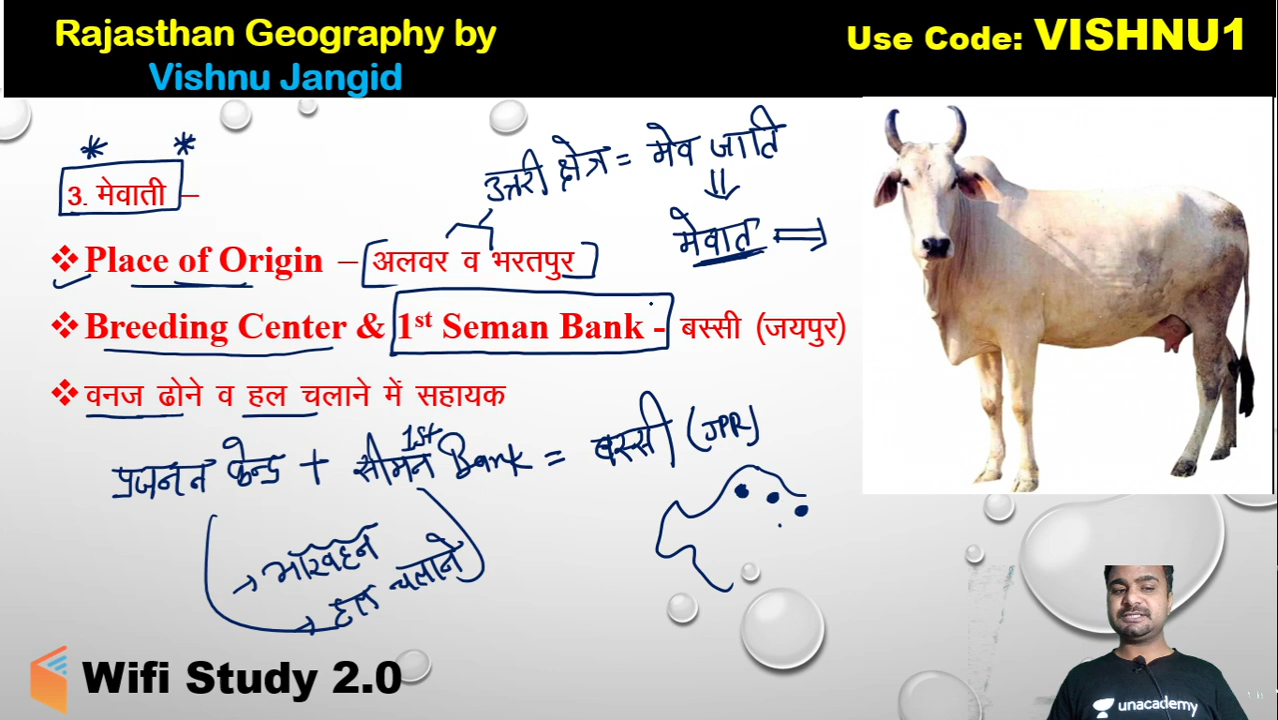 Rajasthan Geography by
Vishnu Jangid
Use Code: VISHNU1
* *
3. मेवाती –
उत्तरी क्षेत्र = मेव जाति
मेवात
❖ Place of Origin – अलवर व भरतपुर
❖ Breeding Center & 1st Seman Bank - बस्सी (जयपुर)
❖ वनज ढोने व हल चलाने में सहायक
प्रजनन केन्द्र + 1st सीमन Bank = बस्सी (JPR)
→ भारवहन
→ हल चलाने
Wifi Study 2.0
unacademy